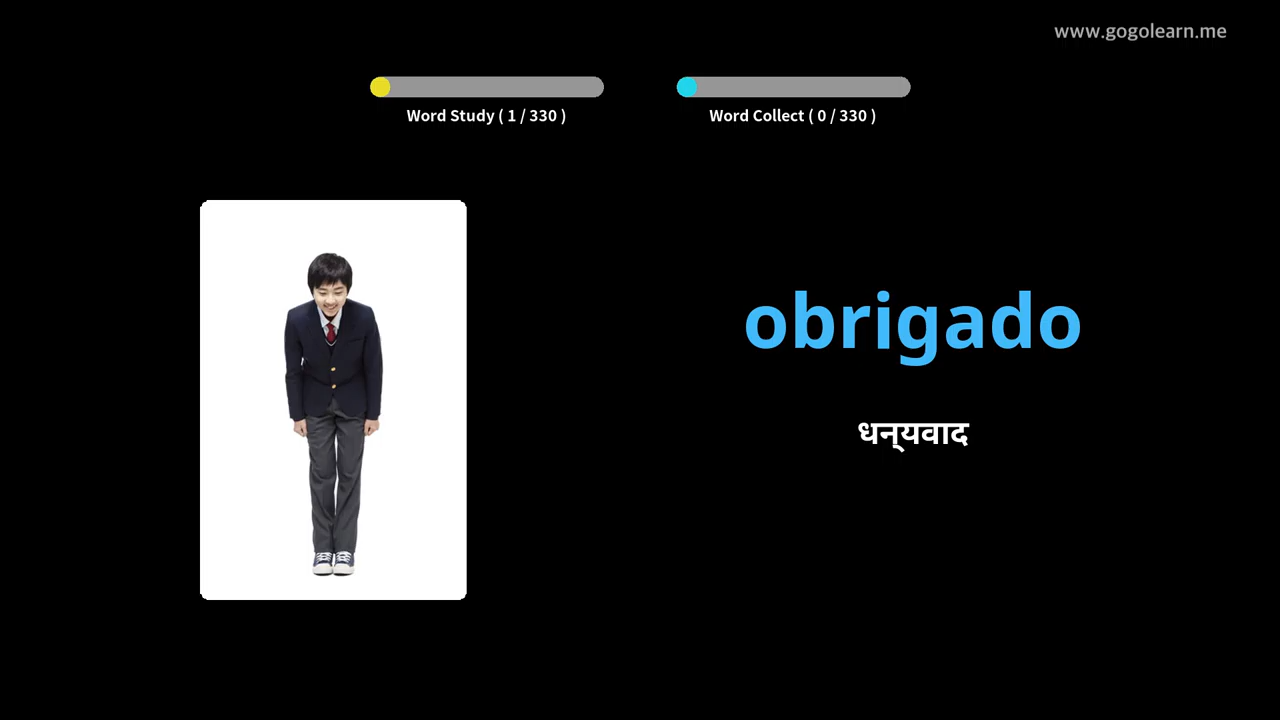 www.gogolearn.me
Word Study ( 1 / 330 )
Word Collect ( 0 / 330 )
obrigado
धन्यवाद